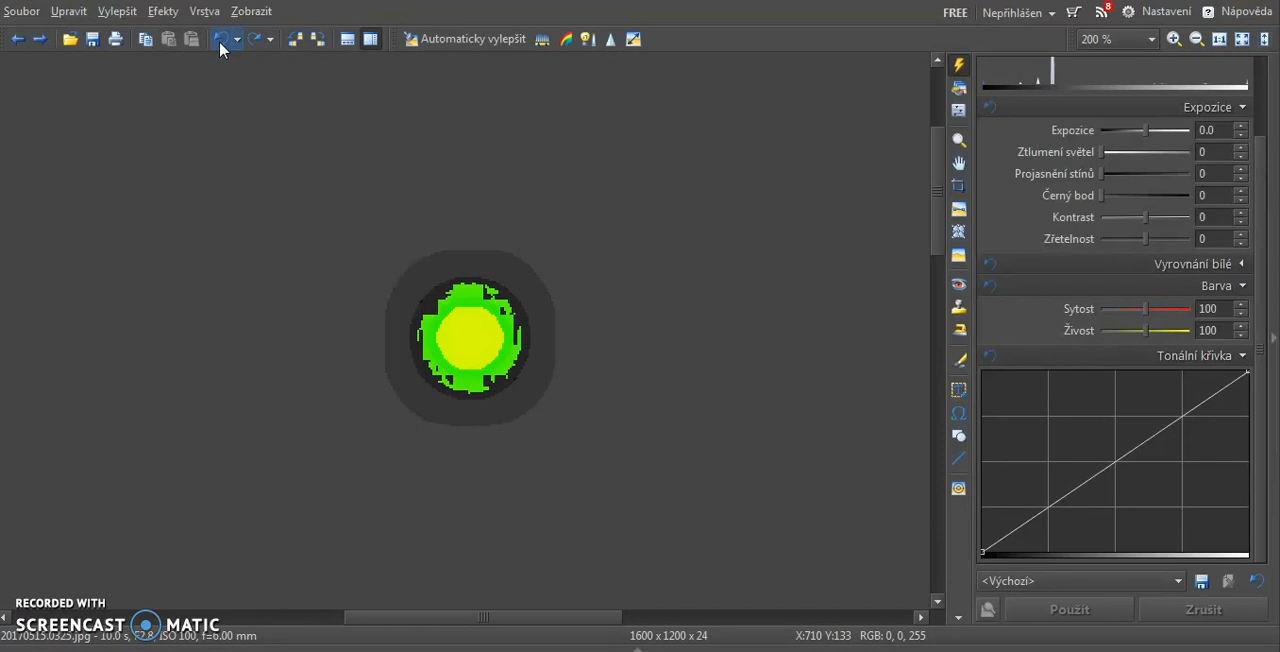 Soubor Upravit Vylepšit Efekty Vrstva Zobrazit FREE Nepřihlášen 8 Nastavení ? Nápověda
Automaticky vylepšit 200 % 1:1
Expozice
Expozice 0.0
Ztlumení světel 0
Projasnění stínů 0
Černý bod 0
Kontrast 0
Zřetelnost 0
Vyrovnání bílé
Barva
Sytost 100
Živost 100
Tonální křivka
<Výchozí>
Použít Zrušit
RECORDED WITH
SCREENCAST MATIC
20170515.0325.jpg - 10.0 s, F2.8, ISO 100, f=6.00 mm 1600 x 1200 x 24 X:710 Y:133 RGB: 0, 0, 255